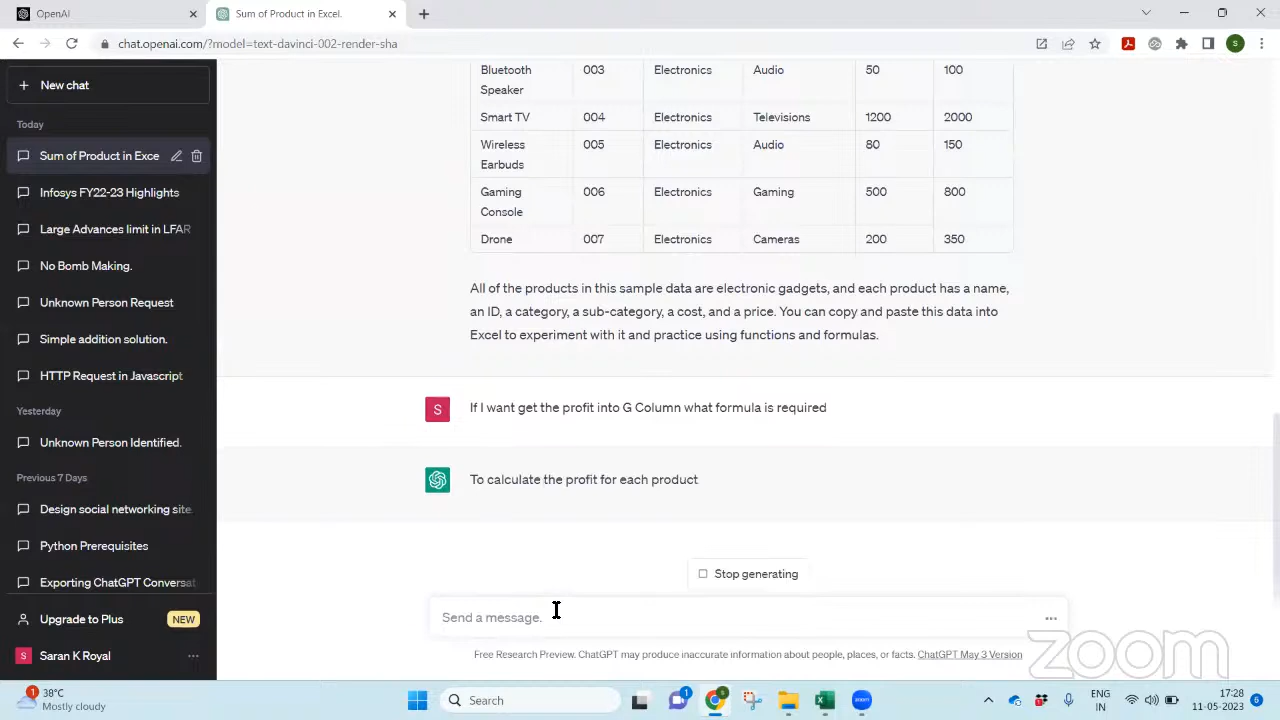 OpenAI
Sum of Product in Excel.
chat.openai.com/?model=text-davinci-002-render-sha
S
New chat
Today
Sum of Product in Exce
Infosys FY22-23 Highlights
Large Advances limit in LFAR
No Bomb Making.
Unknown Person Request
Simple addition solution.
HTTP Request in Javascript
Yesterday
Unknown Person Identified.
Previous 7 Days
Design social networking site
Python Prerequisites
Exporting ChatGPT Conversat
Upgrade to Plus NEW
S Saran K Royal
Bluetooth Speaker 003 Electronics Audio 50 100
Smart TV 004 Electronics Televisions 1200 2000
Wireless Earbuds 005 Electronics Audio 80 150
Gaming Console 006 Electronics Gaming 500 800
Drone 007 Electronics Cameras 200 350
All of the products in this sample data are electronic gadgets, and each product has a name,
an ID, a category, a sub-category, a cost, and a price. You can copy and paste this data into
Excel to experiment with it and practice using functions and formulas.
S If I want get the profit into G Column what formula is required
To calculate the profit for each product
Stop generating
Send a message.
Free Research Preview. ChatGPT may produce inaccurate information about people, places, or facts. ChatGPT May 3 Version
zoom
1 38°C
Mostly cloudy
Search
1
S
ENG
IN
17:28
11-05-2023
6